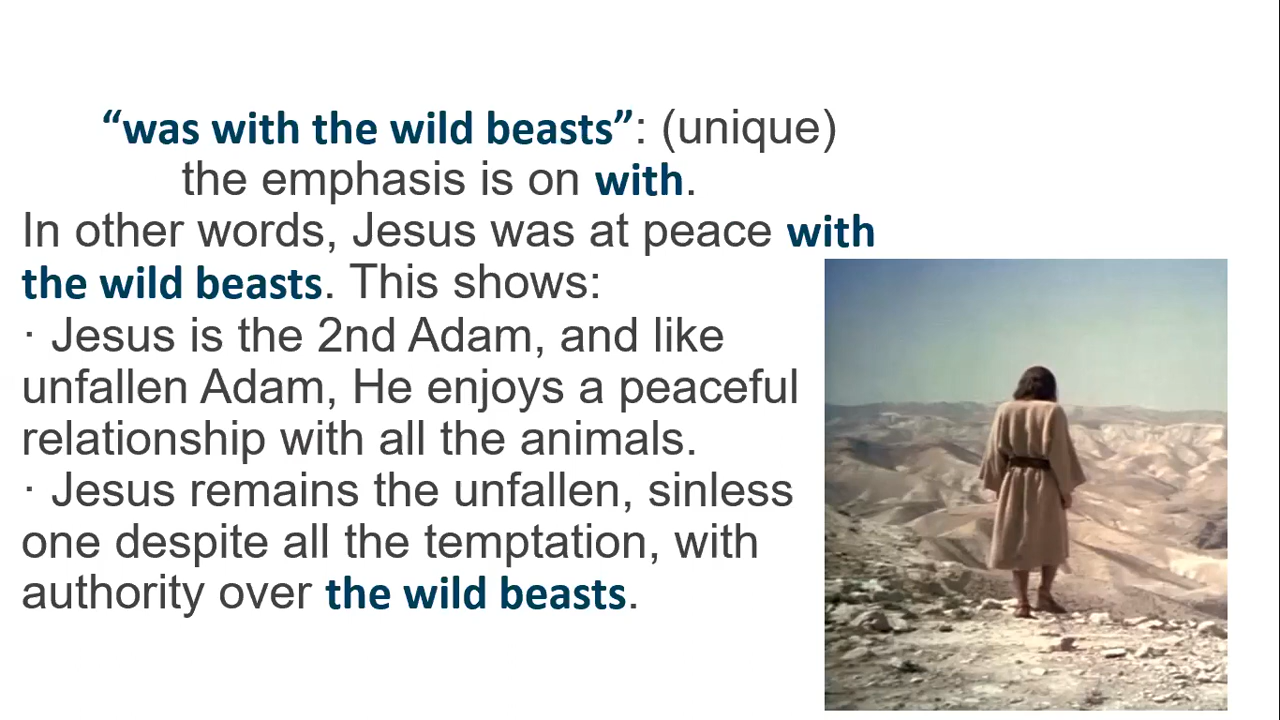 “was with the wild beasts”: (unique)
the emphasis is on with.
In other words, Jesus was at peace with
the wild beasts. This shows:
· Jesus is the 2nd Adam, and like
unfallen Adam, He enjoys a peaceful
relationship with all the animals.
· Jesus remains the unfallen, sinless
one despite all the temptation, with
authority over the wild beasts.